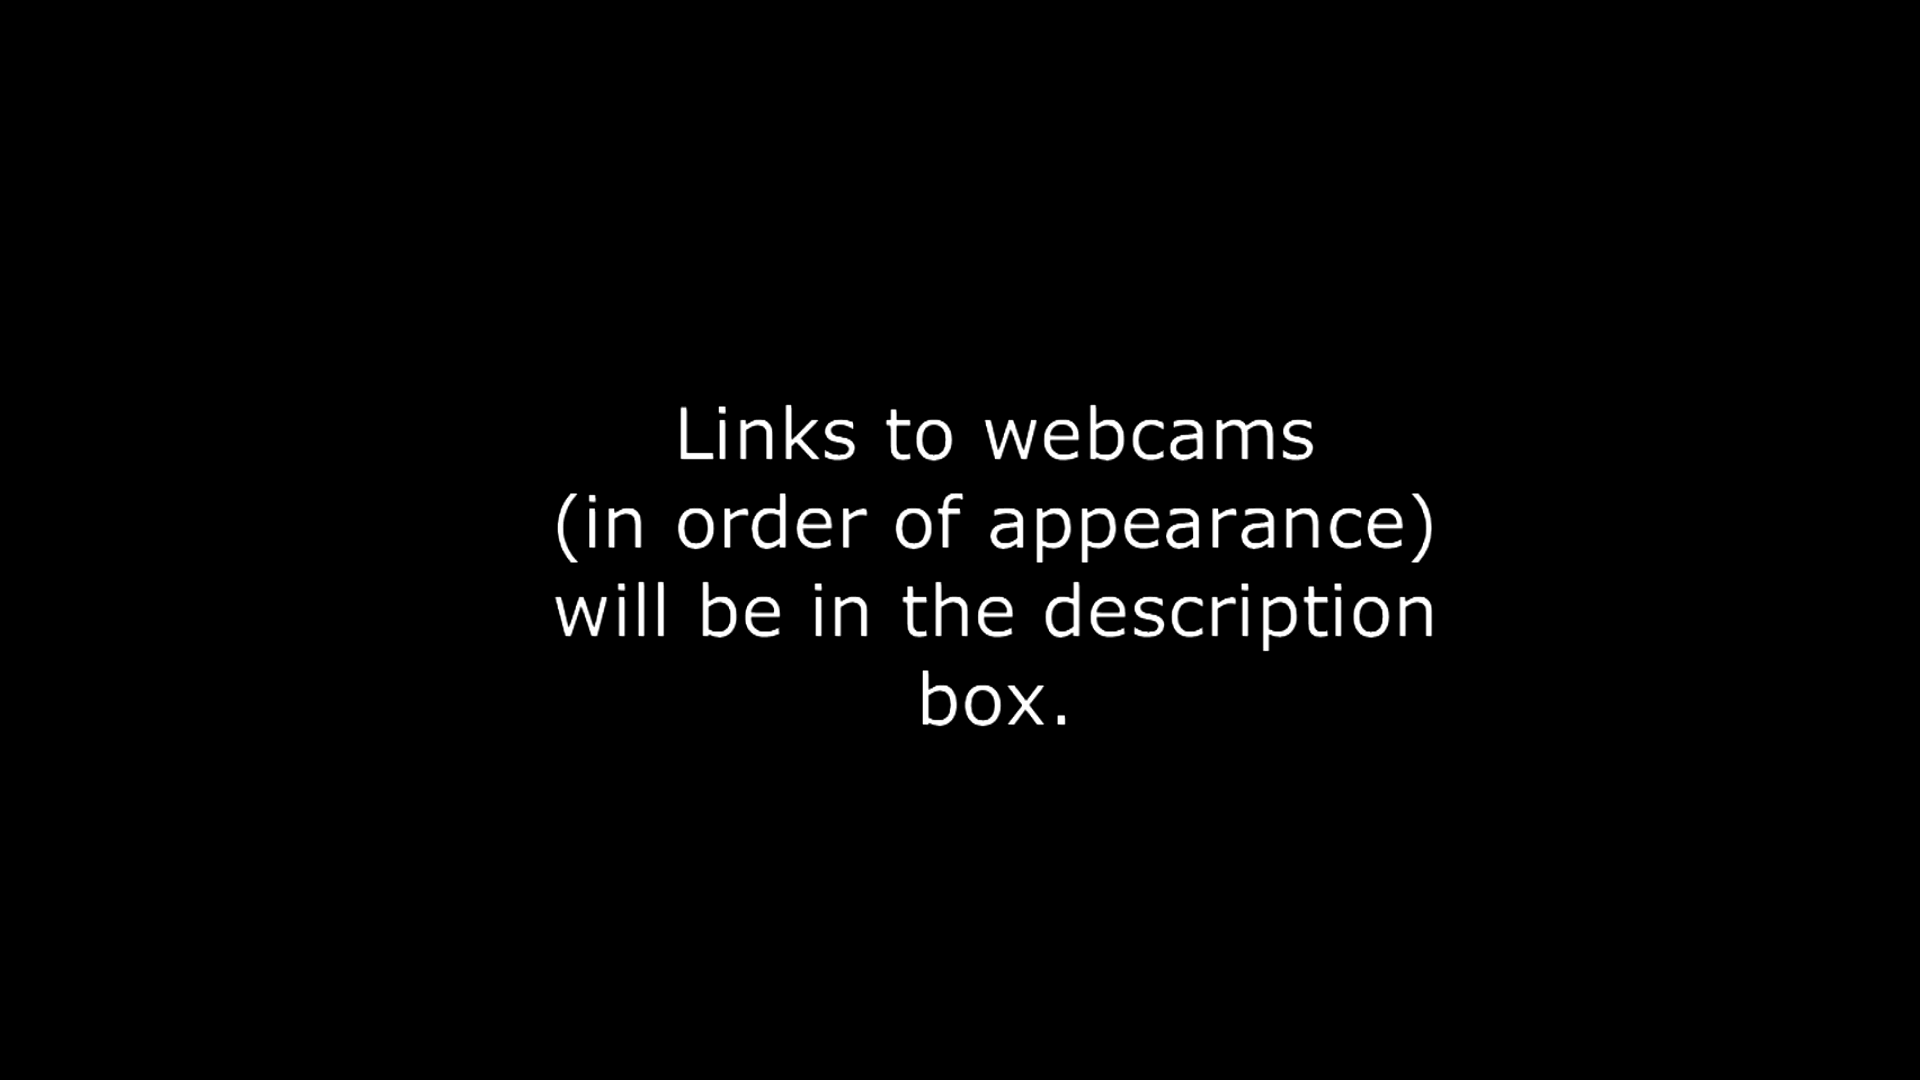 Links to webcams
(in order of appearance)
will be in the description
box.